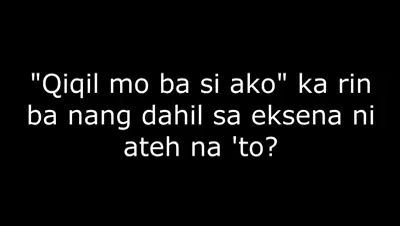 "Qiqil mo ba si ako" ka rin
ba nang dahil sa eksena ni
ateh na 'to?